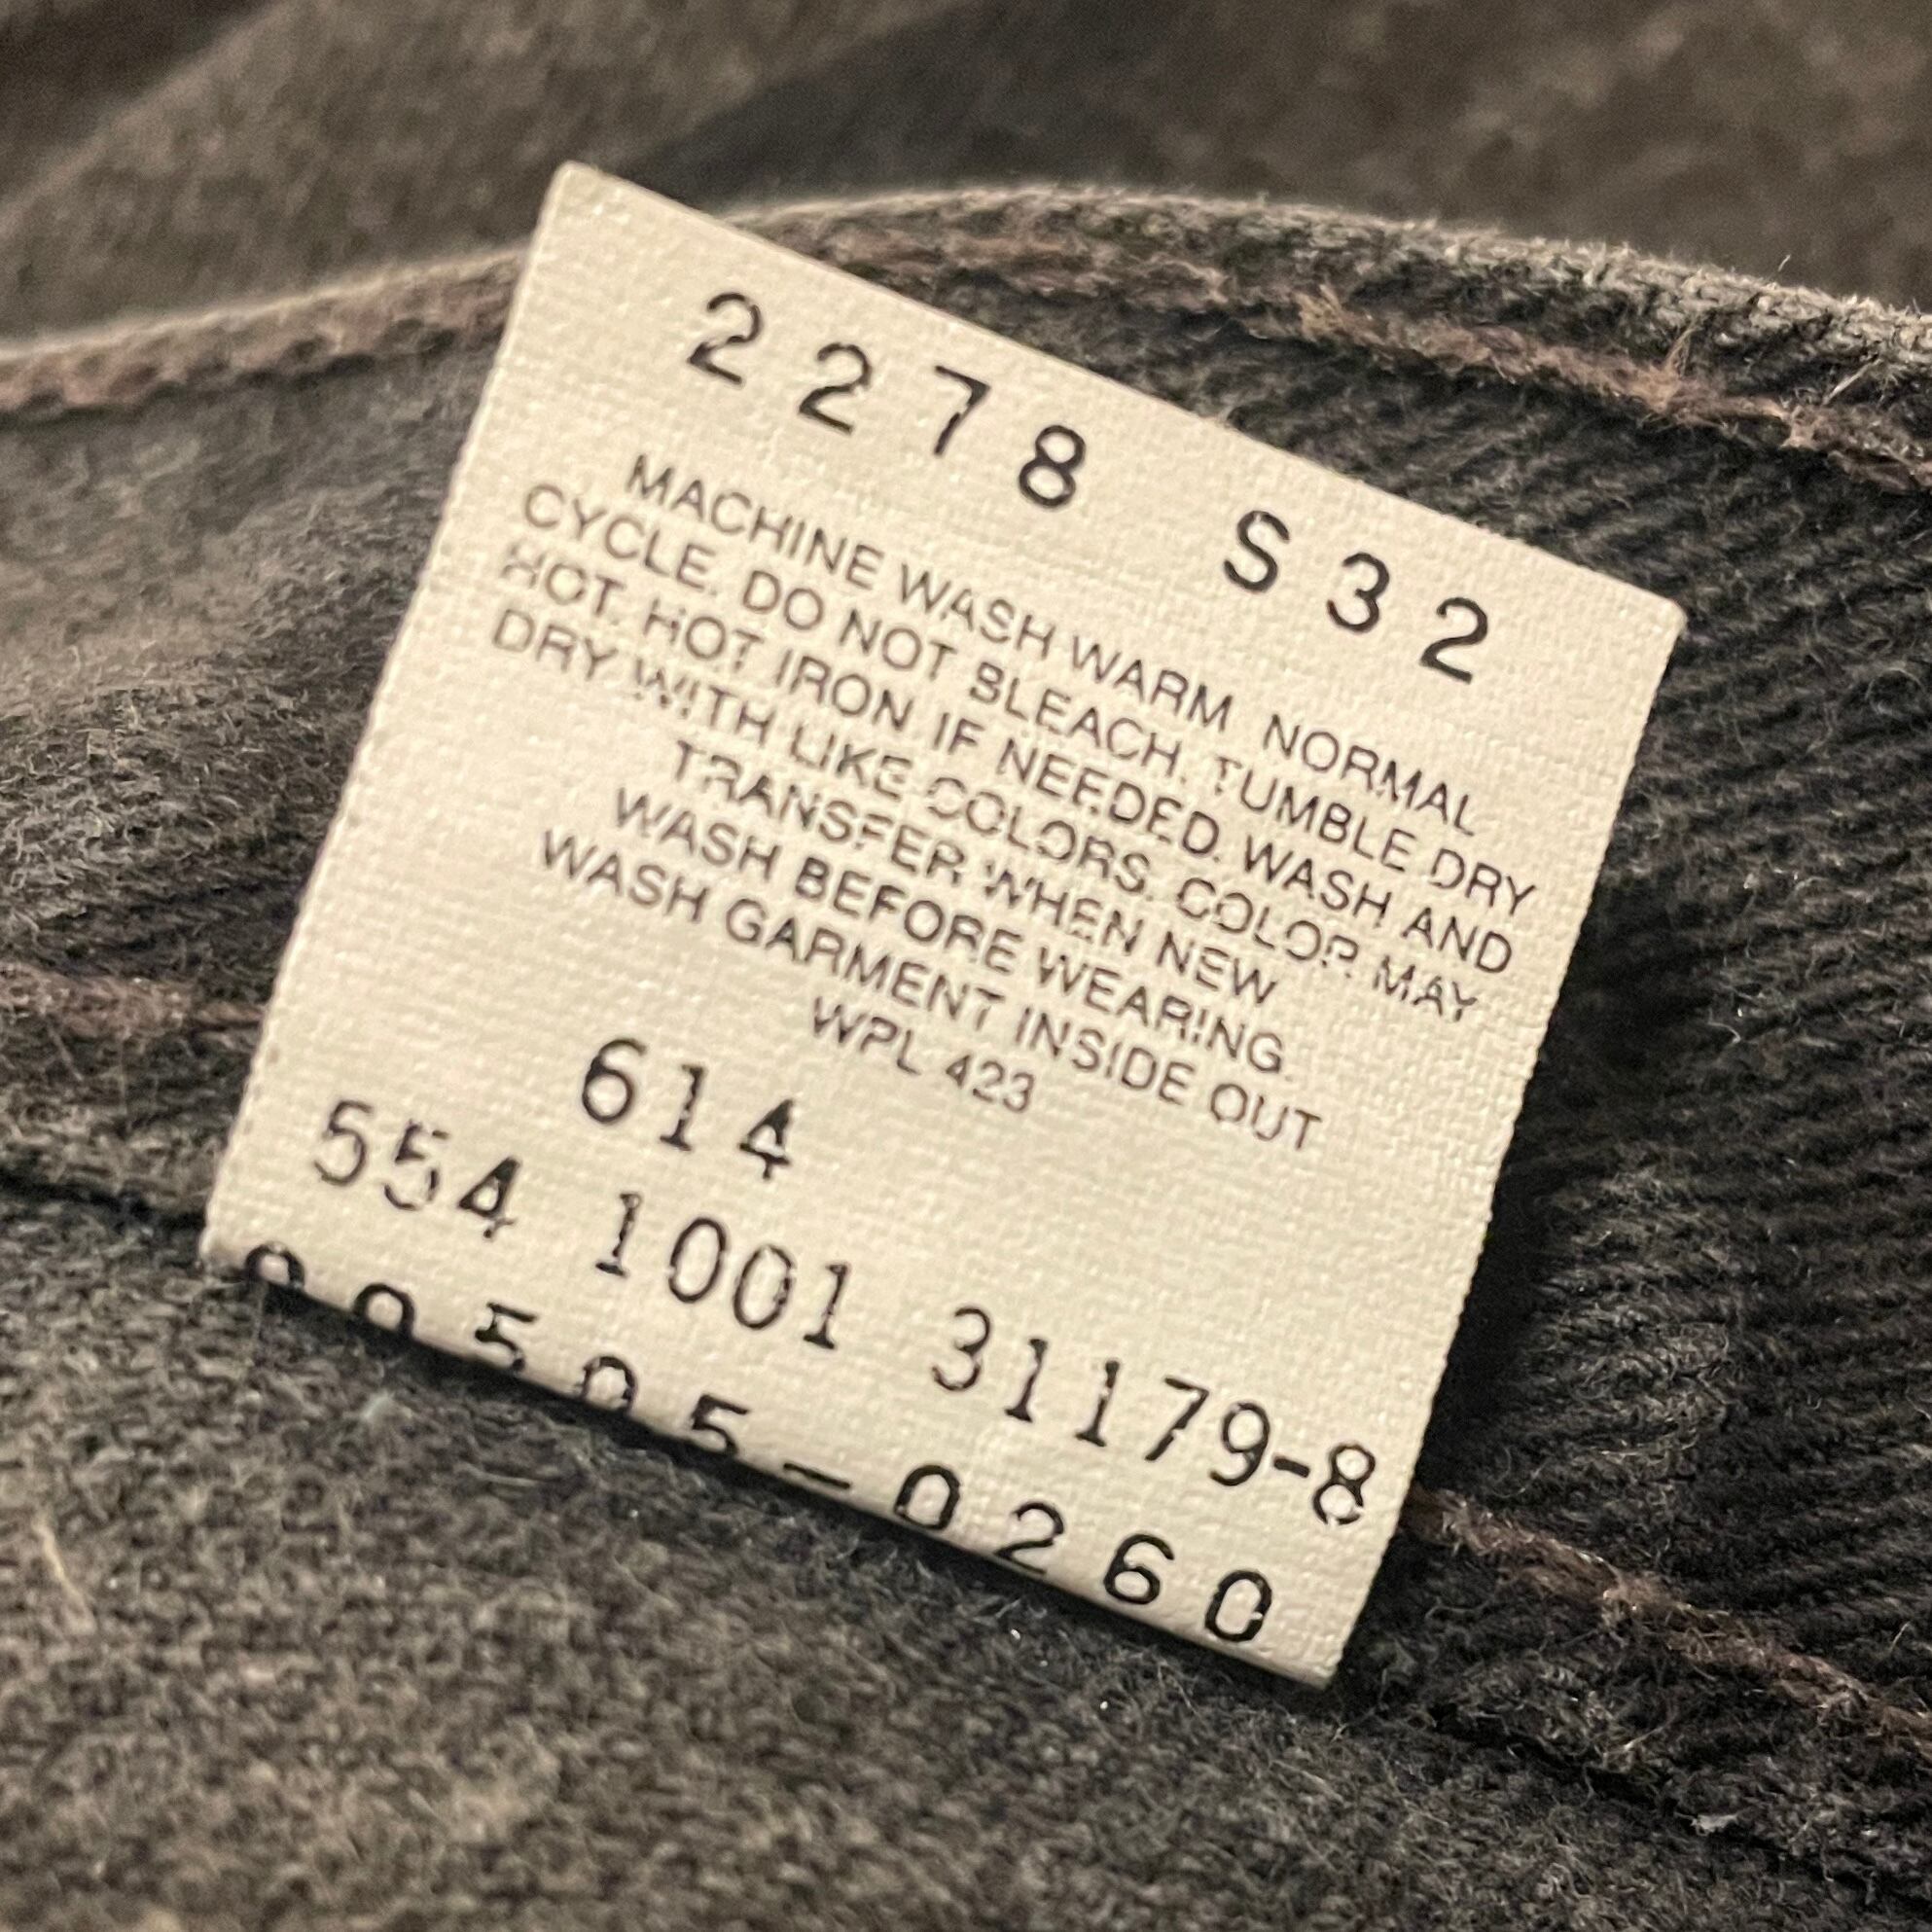 2278 S32
MACHINE WASH WARM NORMAL
CYCLE. DO NOT BLEACH. TUMBLE DRY
HOT. HOT IRON IF NEEDED. WASH AND
DRY WITH LIKE COLORS. COLOR MAY
TRANSFER WHEN NEW
WASH BEFORE WEARING.
WASH GARMENT INSIDE OUT
WPL 423
614
554 1001 31179-8
00505-0260